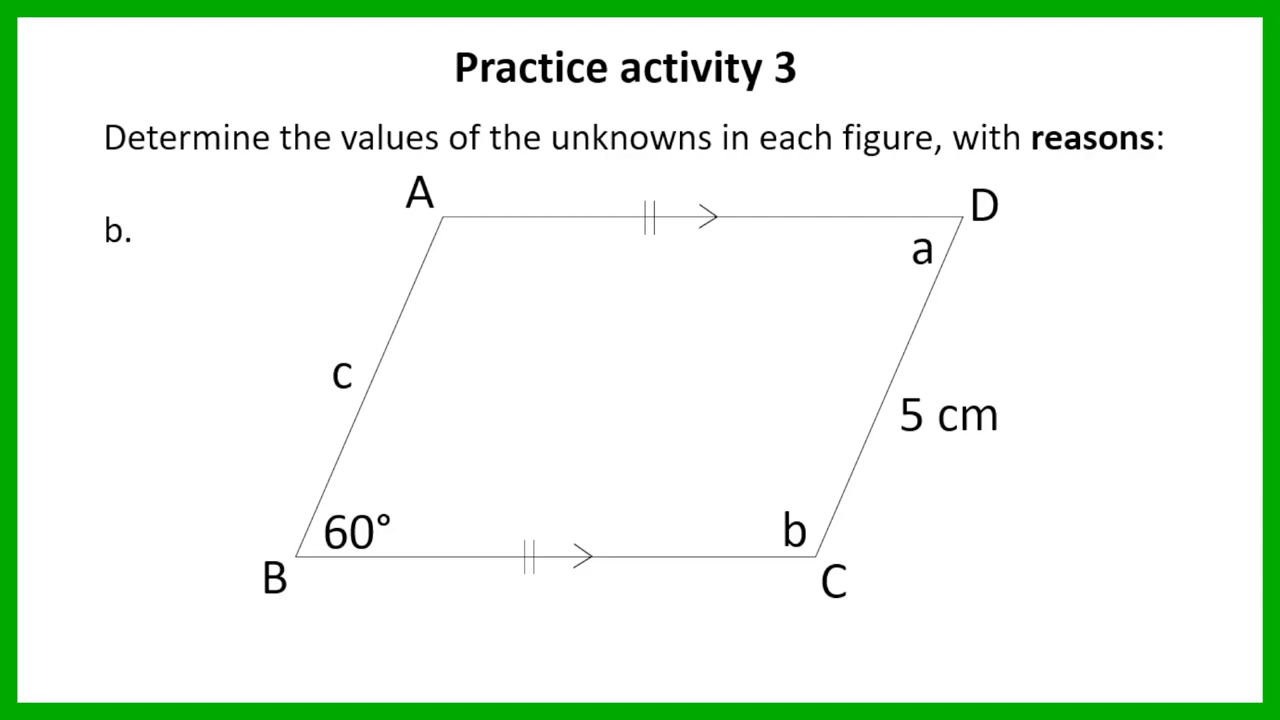 Practice activity 3
Determine the values of the unknowns in each figure, with reasons:
A
D
b.
a
c
5 cm
60°
b
B
C